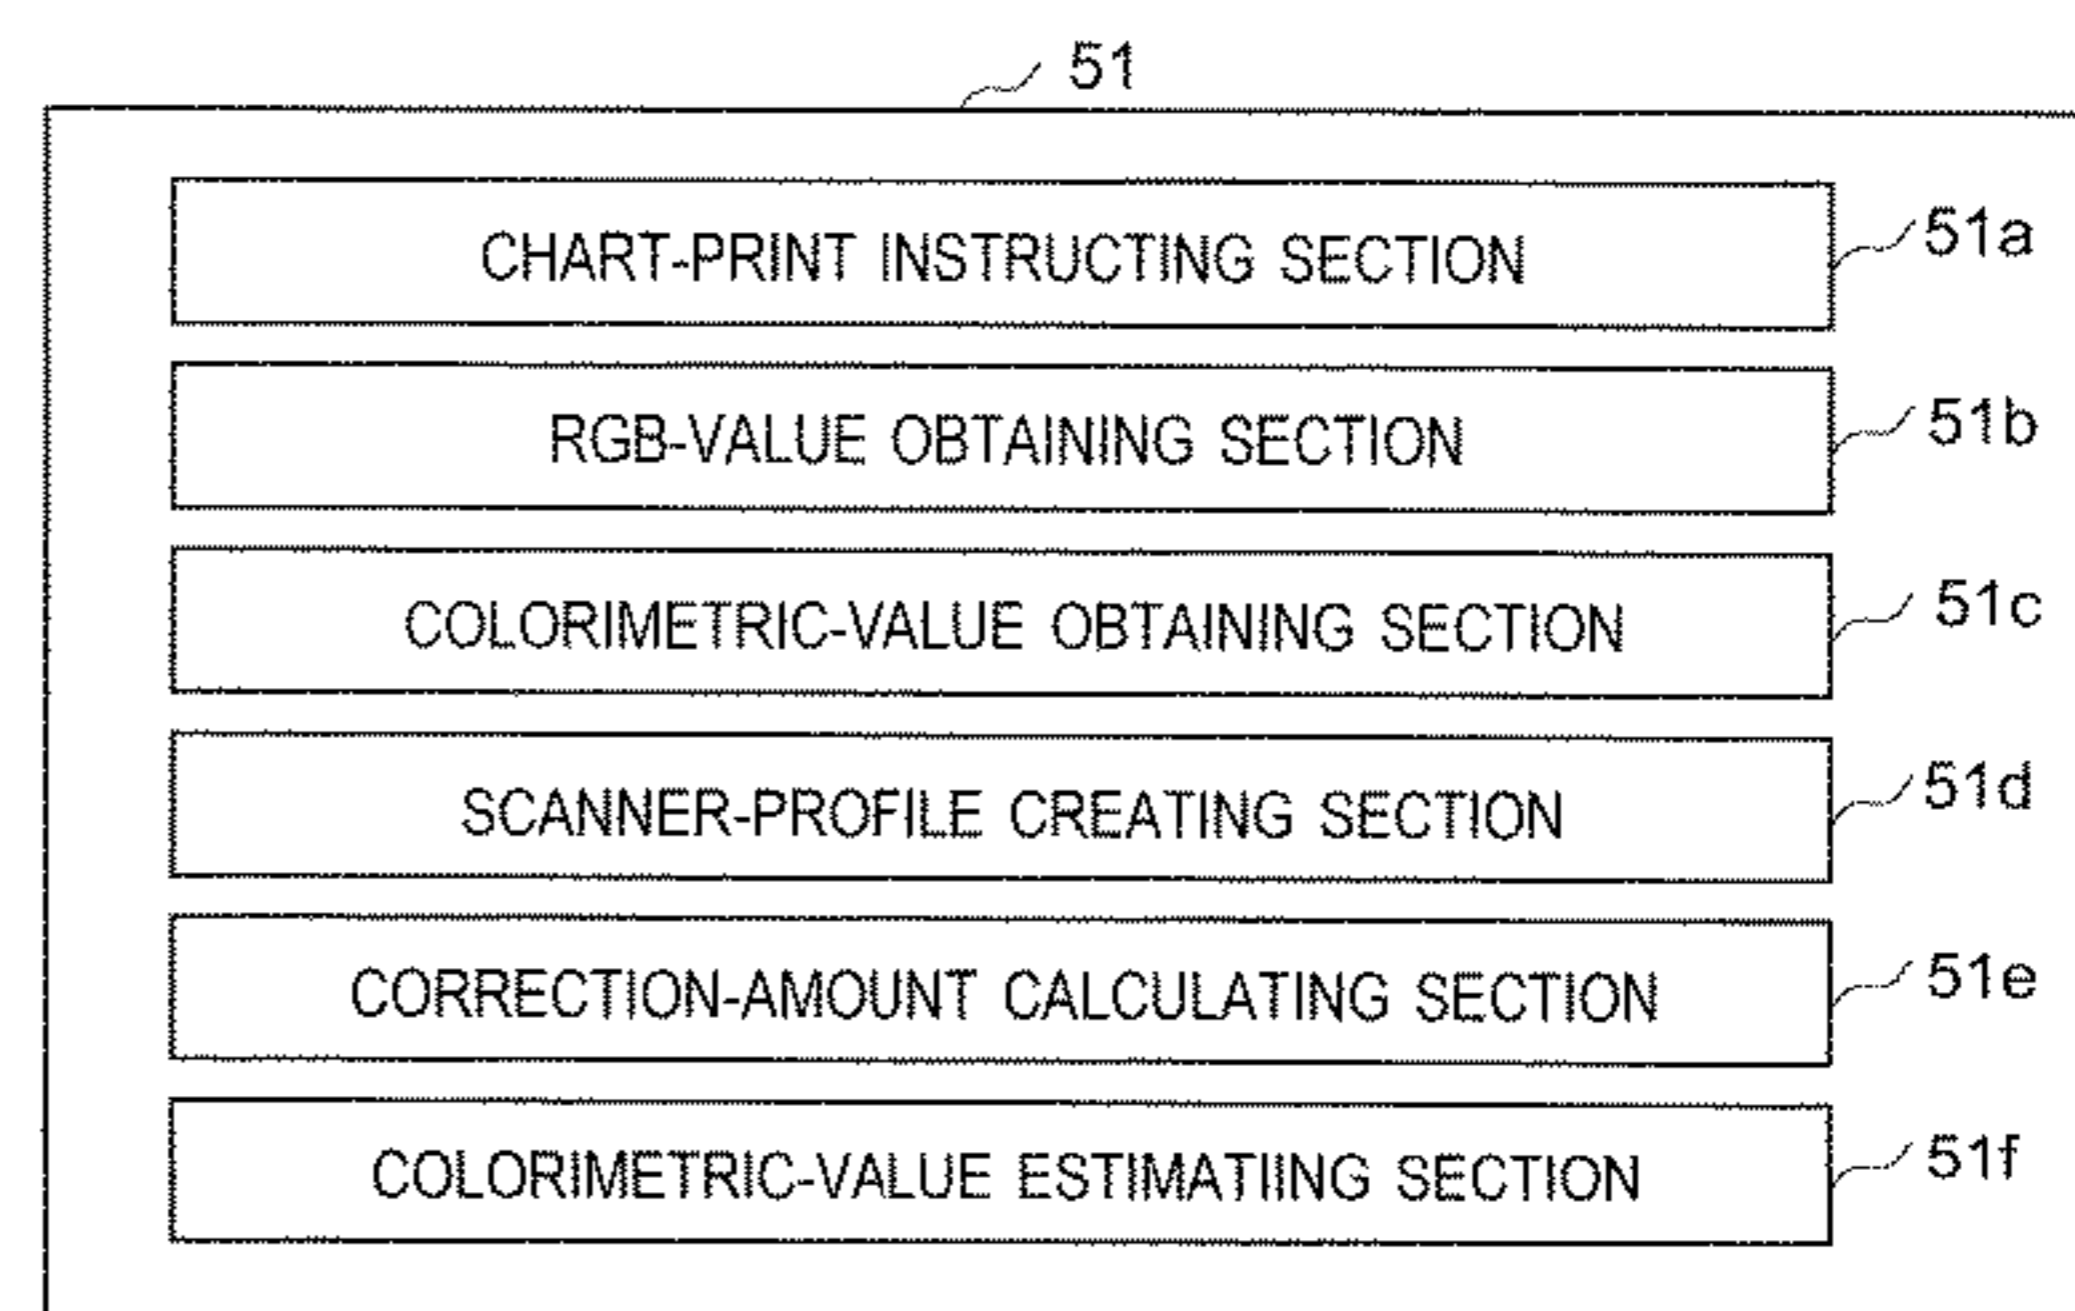 51
CHART-PRINT INSTRUCTING SECTION 51a
RGB-VALUE OBTAINING SECTION 51b
COLORIMETRIC-VALUE OBTAINING SECTION 51c
SCANNER-PROFILE CREATING SECTION 51d
CORRECTION-AMOUNT CALCULATING SECTION 51e
COLORIMETRIC-VALUE ESTIMATIING SECTION 51f